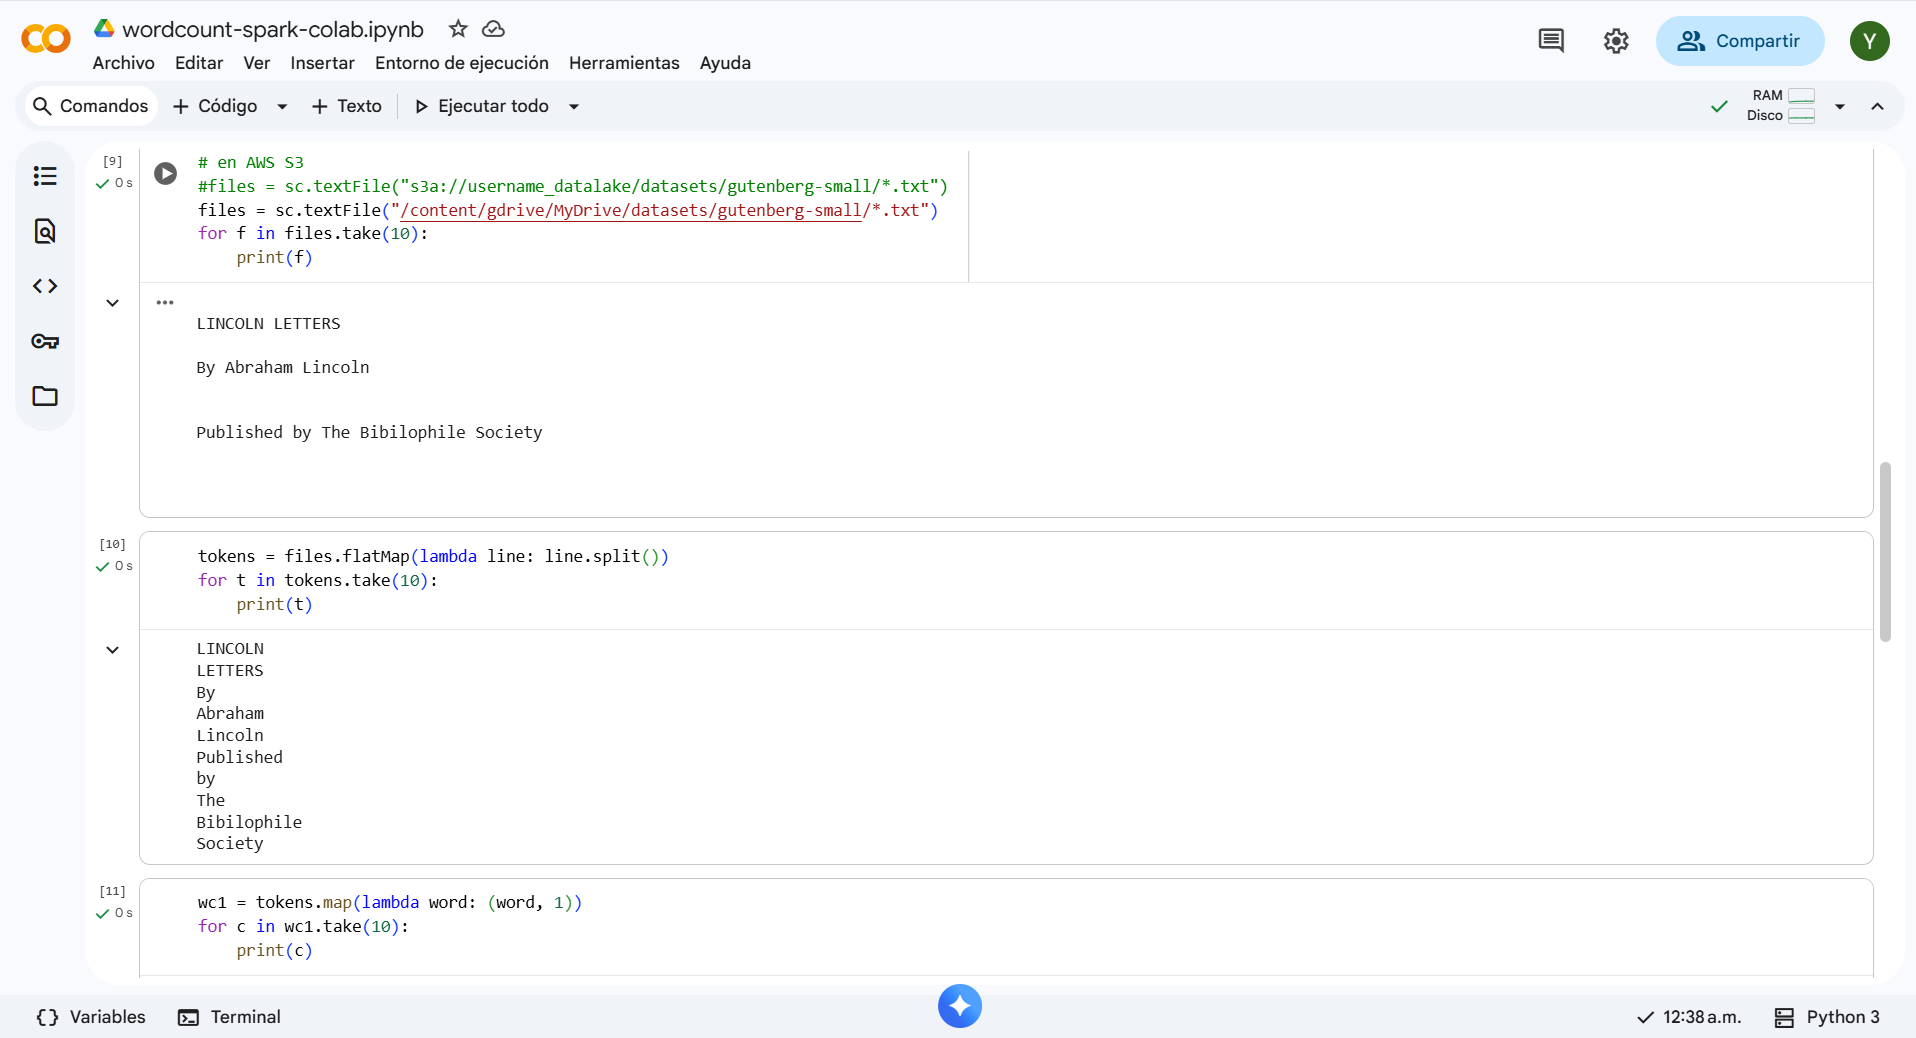 wordcount-spark-colab.ipynb
Archivo Editar Ver Insertar Entorno de ejecución Herramientas Ayuda
Compartir
Y
Comandos + Código + Texto Ejecutar todo
RAM
Disco
[9]
0 s
# en AWS S3
#files = sc.textFile("s3a://username_datalake/datasets/gutenberg-small/*.txt")
files = sc.textFile("/content/gdrive/MyDrive/datasets/gutenberg-small/*.txt")
for f in files.take(10):
    print(f)
LINCOLN LETTERS
By Abraham Lincoln
Published by The Bibilophile Society
[10]
0 s
tokens = files.flatMap(lambda line: line.split())
for t in tokens.take(10):
    print(t)
LINCOLN
LETTERS
By
Abraham
Lincoln
Published
by
The
Bibilophile
Society
[11]
0 s
wc1 = tokens.map(lambda word: (word, 1))
for c in wc1.take(10):
    print(c)
{} Variables Terminal
12:38 a.m. Python 3